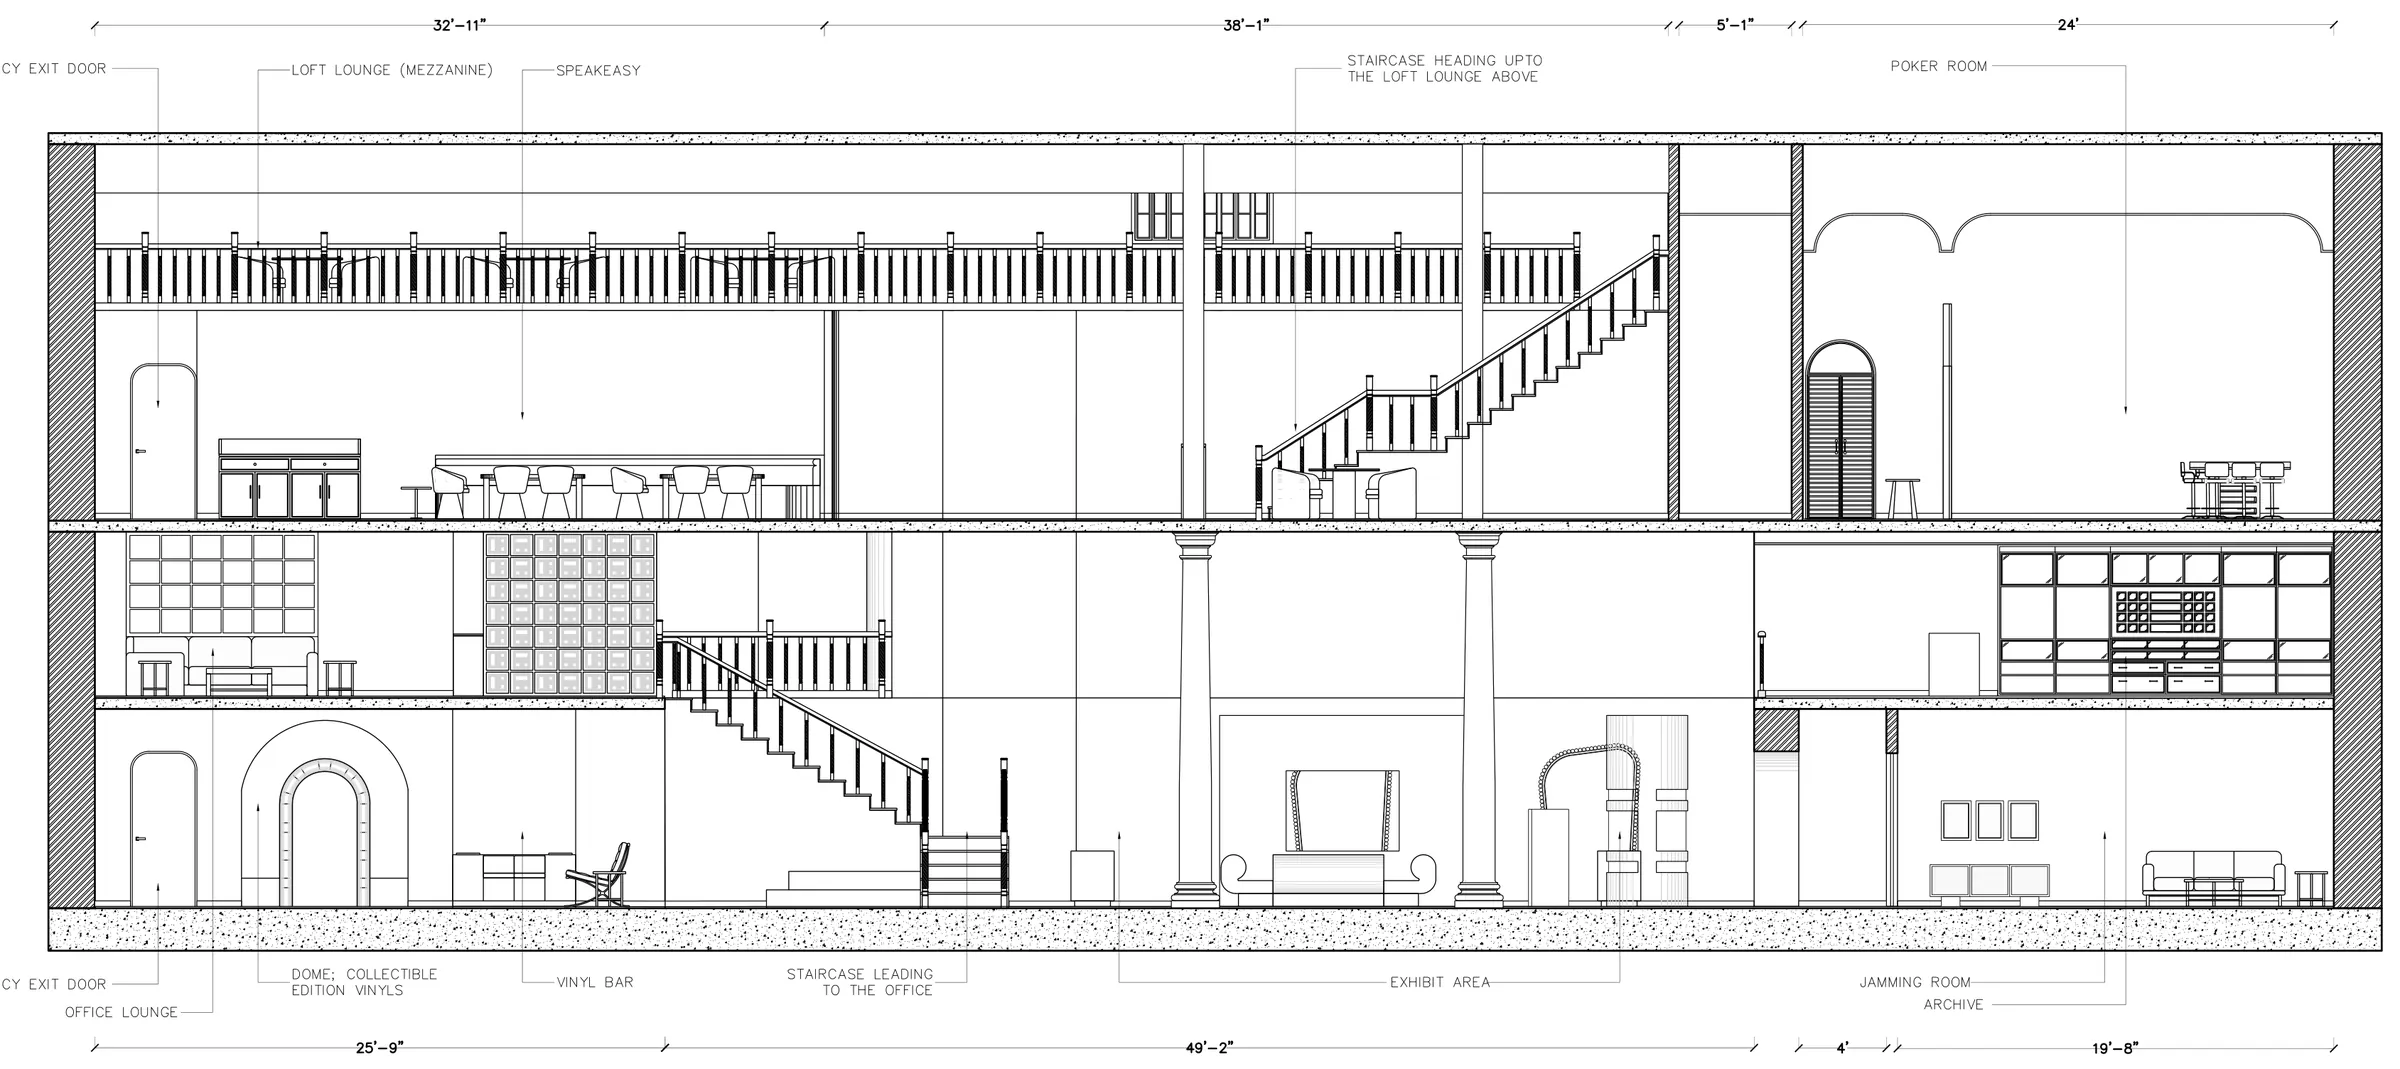 32'-11" 38'-1" 5'-1" 24'
CY EXIT DOOR
LOFT LOUNGE (MEZZANINE)
SPEAKEASY
STAIRCASE HEADING UPTO
THE LOFT LOUNGE ABOVE
POKER ROOM
CY EXIT DOOR
OFFICE LOUNGE
DOME; COLLECTIBLE
EDITION VINYLS
VINYL BAR
STAIRCASE LEADING
TO THE OFFICE
EXHIBIT AREA
JAMMING ROOM
ARCHIVE
25'-9" 49'-2" 4' 19'-8"